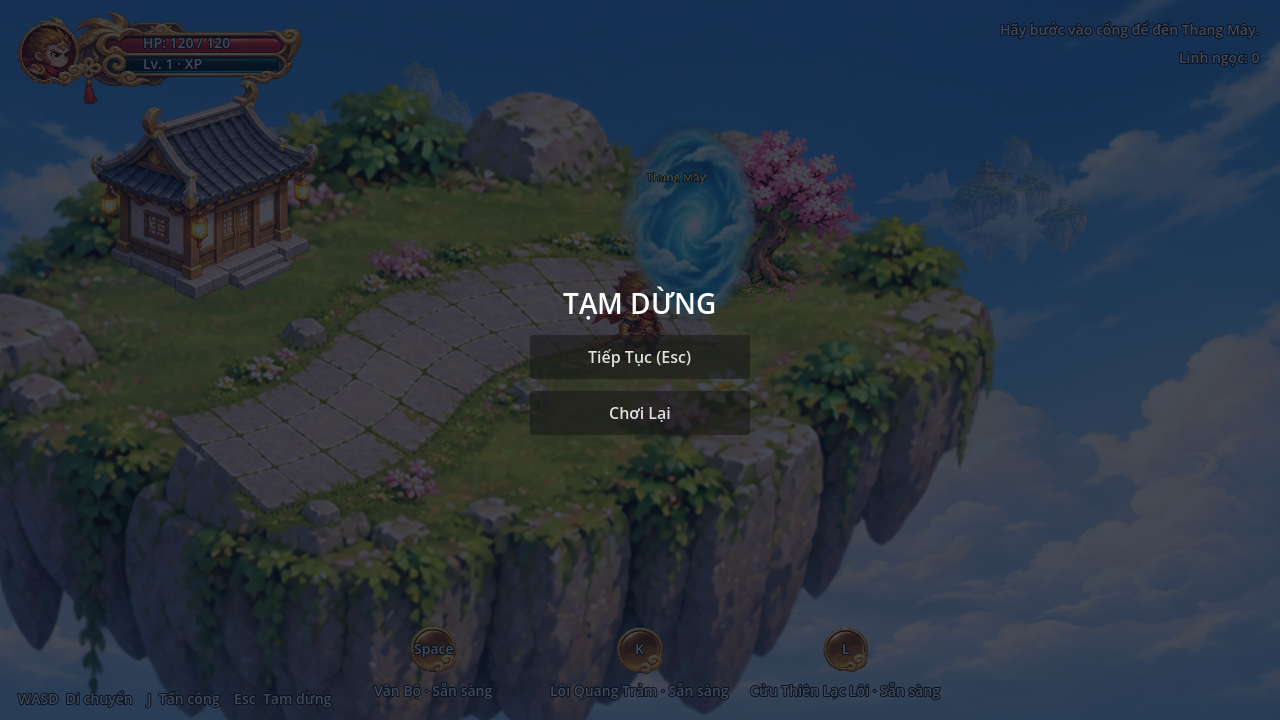 HP: 120 / 120
Lv. 1 · XP
Hãy bước vào cổng để đến Thang Mây.
Linh ngọc: 0
Thang Mây
TẠM DỪNG
Tiếp Tục (Esc)
Chơi Lại
Space
K
L
Vân Bộ · Sẵn sàng
Lôi Quang Trảm · Sẵn sàng
Cửu Thiên Lạc Lôi · Sẵn sàng
WASD Di chuyển J Tấn công Esc Tạm dừng